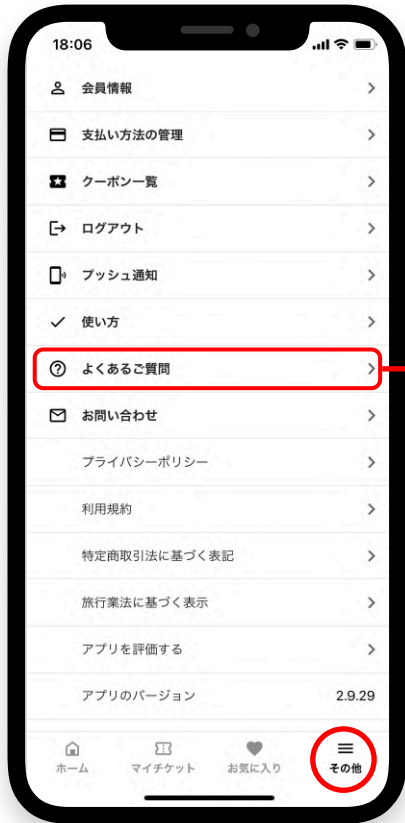 18:06
会員情報
支払い方法の管理
クーポン一覧
ログアウト
プッシュ通知
使い方
よくあるご質問
お問い合わせ
プライバシーポリシー
利用規約
特定商取引法に基づく表記
旅行業法に基づく表示
アプリを評価する
アプリのバージョン 2.9.29
ホーム マイチケット お気に入り その他